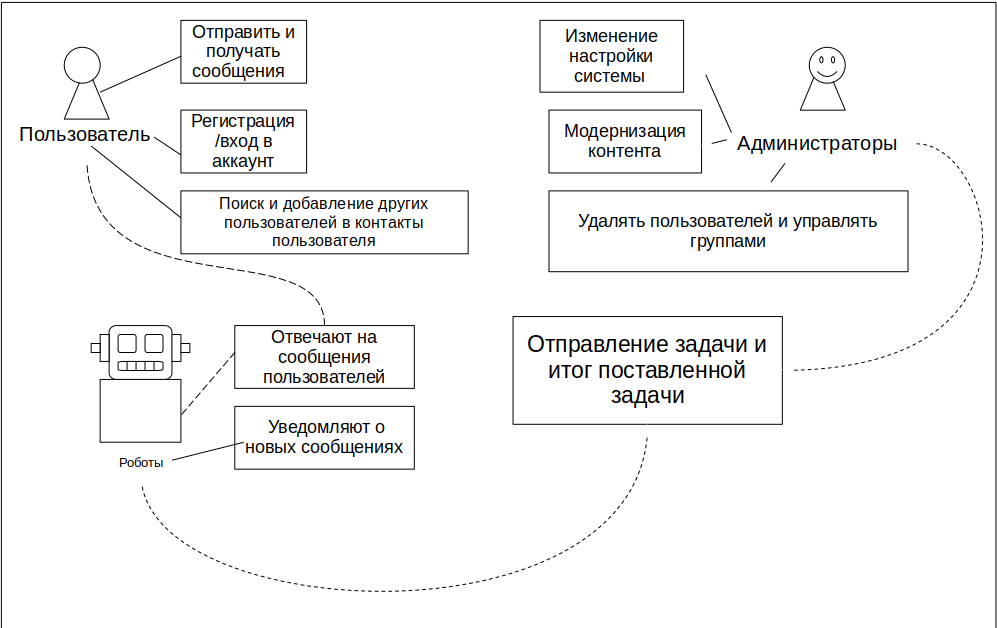 Отправить и
получать
сообщения
Пользователь
Регистрация
/вход в
аккаунт
Поиск и добавление других
пользователей в контакты
пользователя
Изменение
настройки
системы
Модернизация
контента
Администраторы
Удалять пользователей и управлять
группами
Отвечают на
сообщения
пользователей
Уведомляют о
новых сообщениях
Роботы
Отправление задачи и
итог поставленной
задачи